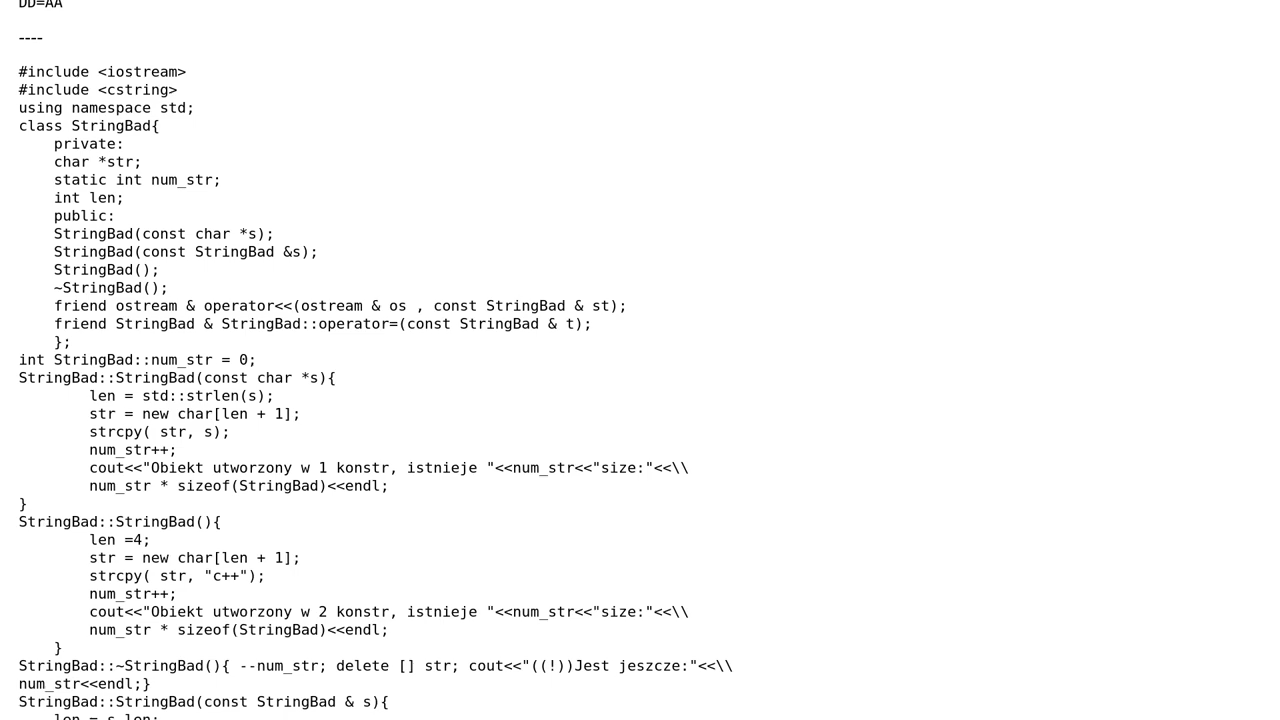 DD=AA
----
#include <iostream>
#include <cstring>
using namespace std;
class StringBad{
    private:
    char *str;
    static int num_str;
    int len;
    public:
    StringBad(const char *s);
    StringBad(const StringBad &s);
    StringBad();
    ~StringBad();
    friend ostream & operator<<(ostream & os , const StringBad & st);
    friend StringBad & StringBad::operator=(const StringBad & t);
    };
int StringBad::num_str = 0;
StringBad::StringBad(const char *s){
        len = std::strlen(s);
        str = new char[len + 1];
        strcpy( str, s);
        num_str++;
        cout<<"Obiekt utworzony w 1 konstr, istnieje "<<num_str<<"size:"<<\\
        num_str * sizeof(StringBad)<<endl;
}
StringBad::StringBad(){
        len =4;
        str = new char[len + 1];
        strcpy( str, "c++");
        num_str++;
        cout<<"Obiekt utworzony w 2 konstr, istnieje "<<num_str<<"size:"<<\\
        num_str * sizeof(StringBad)<<endl;
    }
StringBad::~StringBad(){ --num_str; delete [] str; cout<<"((!))Jest jeszcze:"<<\\
num_str<<endl;}
StringBad::StringBad(const StringBad & s){
    len = s.len;